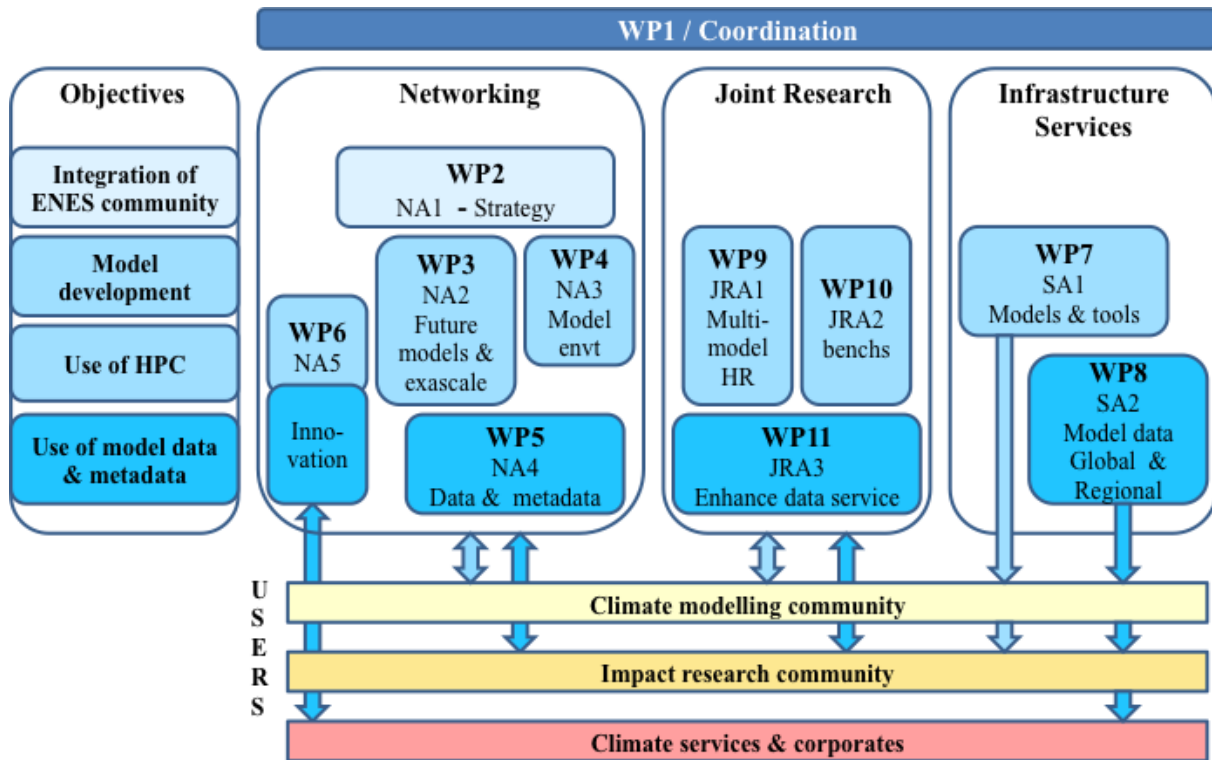 WP1 / Coordination
Objectives
Integration of
ENES community
Model
development
Use of HPC
Use of model data
& metadata
Networking
WP2
NA1 - Strategy
WP3
NA2
Future
models &
exascale
WP4
NA3
Model
envt
WP6
NA5
Inno-
vation
WP5
NA4
Data & metadata
Joint Research
WP9
JRA1
Multi-
model
HR
WP10
JRA2
benchs
WP11
JRA3
Enhance data service
Infrastructure
Services
WP7
SA1
Models & tools
WP8
SA2
Model data
Global &
Regional
U
S
E
R
S
Climate modelling community
Impact research community
Climate services & corporates